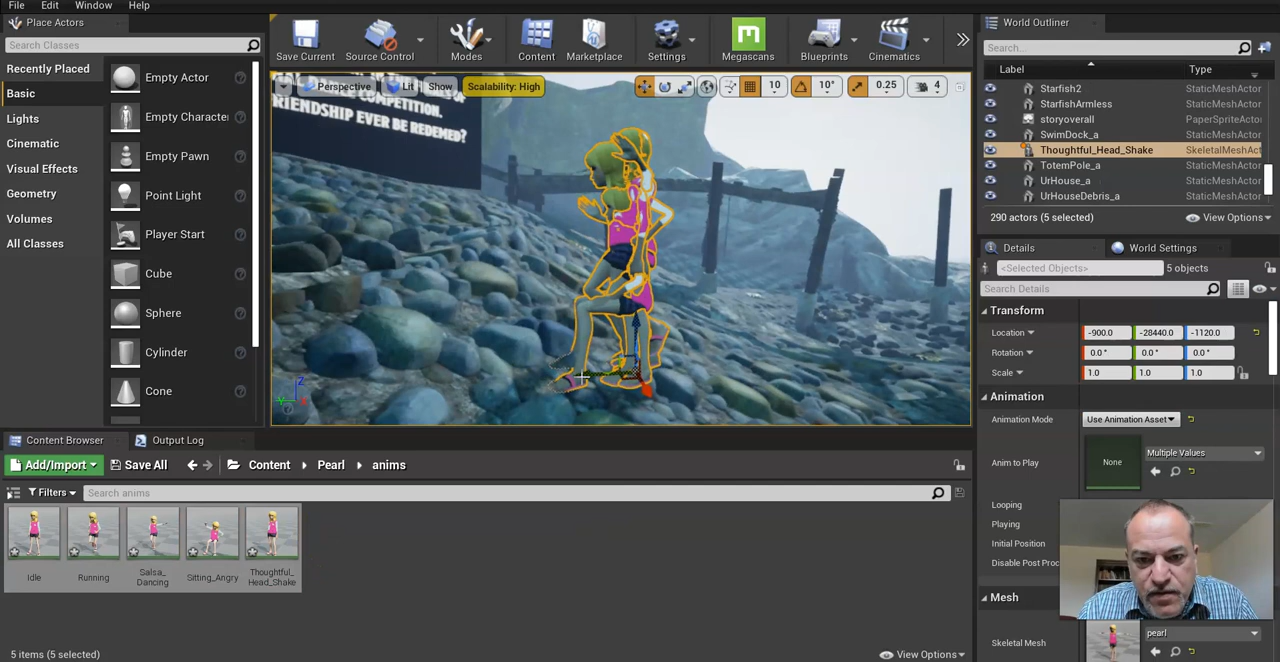 File Edit Window Help
Place Actors
Search Classes
Recently Placed
Basic
Lights
Cinematic
Visual Effects
Geometry
Volumes
All Classes
Empty Actor
Empty Character
Empty Pawn
Point Light
Player Start
Cube
Sphere
Cylinder
Cone
Save Current
Source Control
Modes
Content
Marketplace
Settings
Megascans
Blueprints
Cinematics
Perspective
Lit
Show
Scalability: High
10
10°
0.25
4
COMPETITION.
FRIENDSHIP EVER BE REDEEMED?
X
Z
World Outliner
Search...
Label Type
Starfish2 StaticMeshActor
StarfishArmless StaticMeshActor
storyoverall PaperSpriteActor
SwimDock_a StaticMeshActor
Thoughtful_Head_Shake SkeletalMeshAct
TotemPole_a StaticMeshActor
UrHouse_a StaticMeshActor
UrHouseDebris_a StaticMeshActor
290 actors (5 selected) View Options
Details World Settings
<Selected Objects> 5 objects
Search Details
Transform
Location -900.0 -28440.0 -1120.0
Rotation 0.0° 0.0° 0.0°
Scale 1.0 1.0 1.0
Animation
Animation Mode Use Animation Asset
Anim to Play None Multiple Values
Looping
Playing
Initial Position
Disable Post Proc
Mesh
Skeletal Mesh pearl
Content Browser Output Log
Add/Import Save All Content Pearl anims
Filters Search anims
Idle
Running
Salsa_
Dancing
Sitting_Angry
Thoughtful_
Head_Shake
5 items (5 selected) View Options